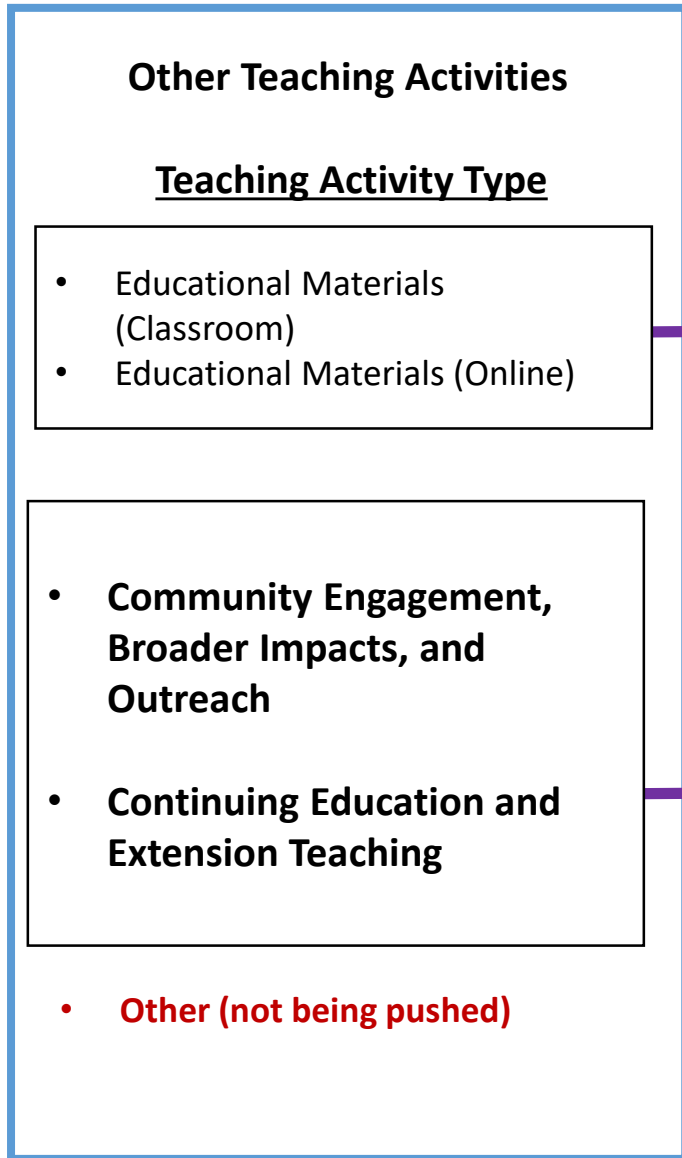 Other Teaching Activities
Teaching Activity Type
• Educational Materials
(Classroom)
• Educational Materials (Online)
• Community Engagement,
Broader Impacts, and
Outreach
• Continuing Education and
Extension Teaching
• Other (not being pushed)